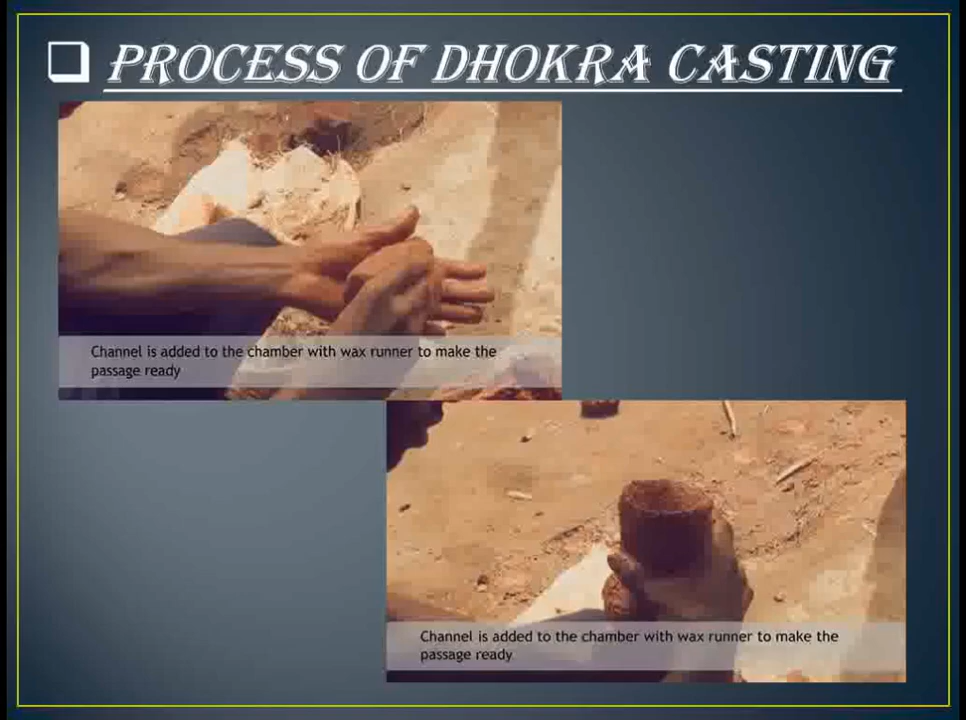 PROCESS OF DHOKRA CASTING
Channel is added to the chamber with wax runner to make the
passage ready
Channel is added to the chamber with wax runner to make the
passage ready